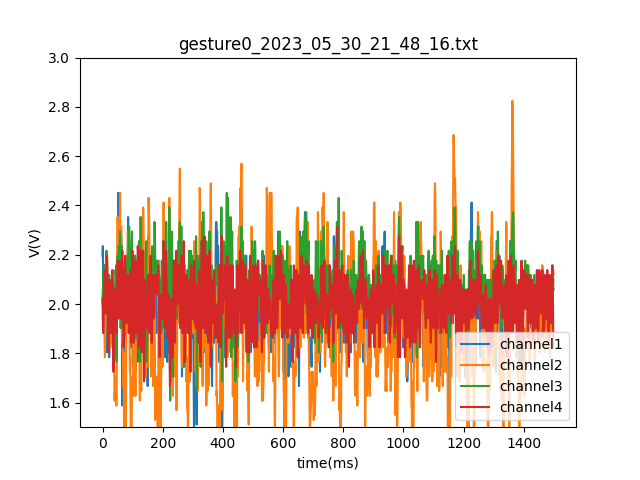 gesture0_2023_05_30_21_48_16.txt
V(V)
3.0
2.8
2.6
2.4
2.2
2.0
1.8
1.6
0 200 400 600 800 1000 1200 1400
time(ms)
channel1
channel2
channel3
channel4